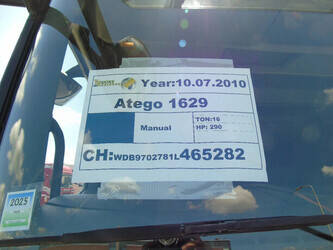 Year:10.07.2010
Atego 1629
Manual
TON:16
HP: 290
CH:WDB9702781L465282
2025